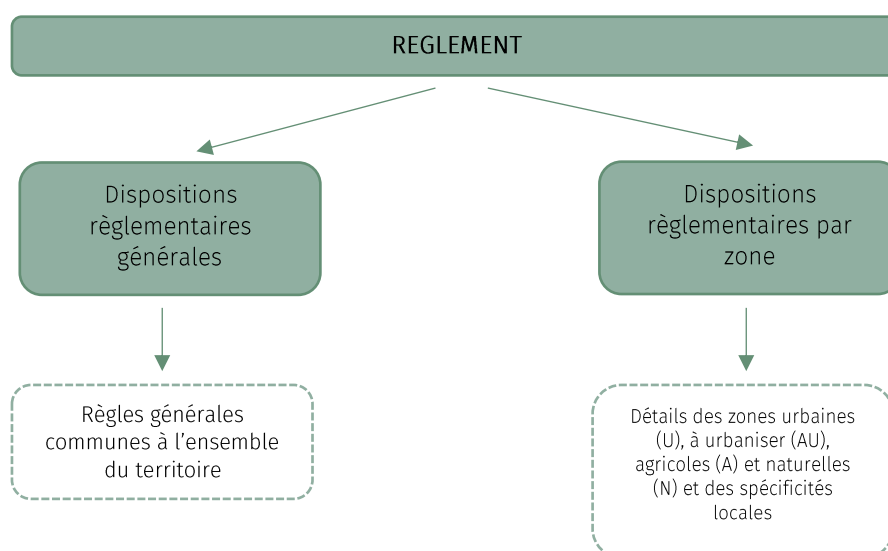 REGLEMENT
Dispositions
règlementaires
générales
Dispositions
règlementaires par
zone
Règles générales
communes à l'ensemble
du territoire
Détails des zones urbaines
(U), à urbaniser (AU),
agricoles (A) et naturelles
(N) et des spécificités
locales